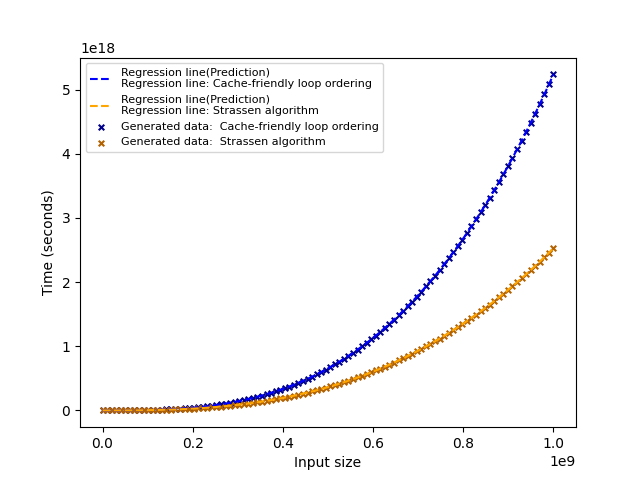 1e18
Regression line(Prediction)
Regression line: Cache-friendly loop ordering
Regression line(Prediction)
Regression line: Strassen algorithm
Generated data:  Cache-friendly loop ordering
Generated data:  Strassen algorithm
5
4
3
2
1
0
Time (seconds)
0.0 0.2 0.4 0.6 0.8 1.0
Input size
1e9